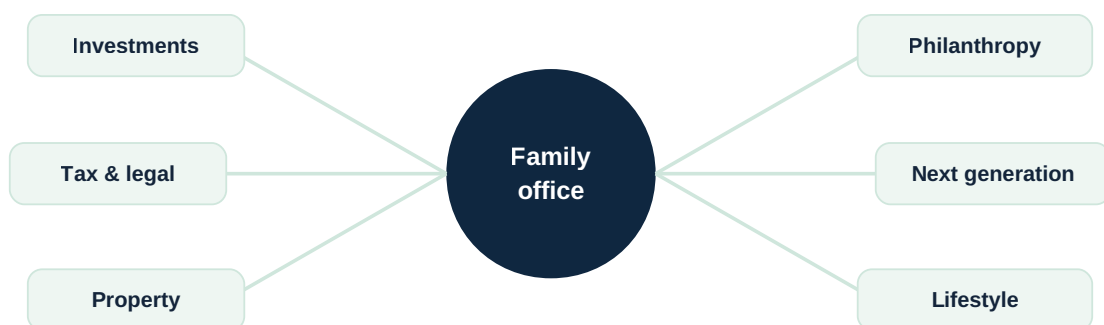 Investments
Philanthropy
Family
office
Tax & legal
Next generation
Property
Lifestyle